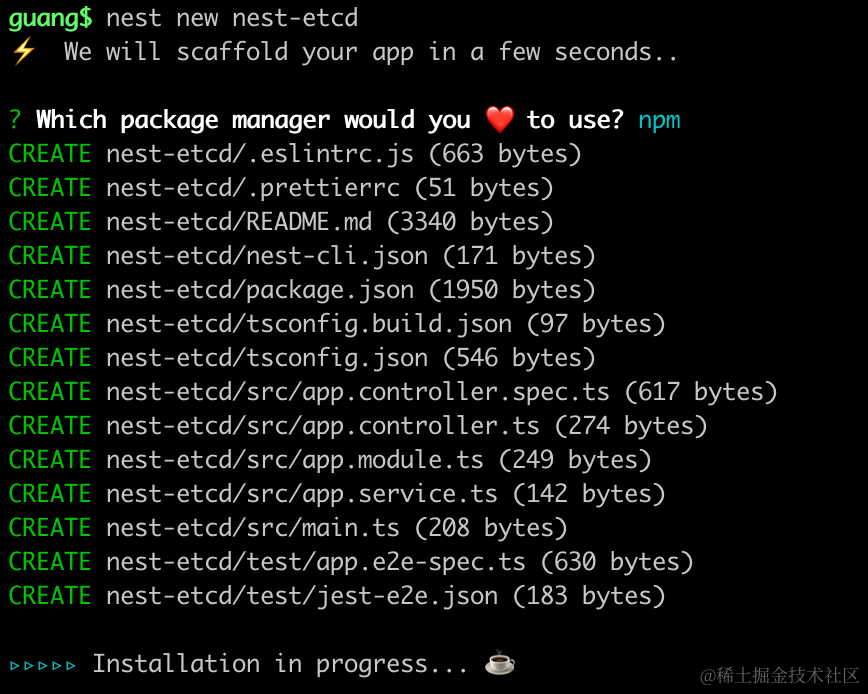 guang$ nest new nest-etcd
⚡ We will scaffold your app in a few seconds..
? Which package manager would you ❤️ to use? npm
CREATE nest-etcd/.eslintrc.js (663 bytes)
CREATE nest-etcd/.prettierrc (51 bytes)
CREATE nest-etcd/README.md (3340 bytes)
CREATE nest-etcd/nest-cli.json (171 bytes)
CREATE nest-etcd/package.json (1950 bytes)
CREATE nest-etcd/tsconfig.build.json (97 bytes)
CREATE nest-etcd/tsconfig.json (546 bytes)
CREATE nest-etcd/src/app.controller.spec.ts (617 bytes)
CREATE nest-etcd/src/app.controller.ts (274 bytes)
CREATE nest-etcd/src/app.module.ts (249 bytes)
CREATE nest-etcd/src/app.service.ts (142 bytes)
CREATE nest-etcd/src/main.ts (208 bytes)
CREATE nest-etcd/test/app.e2e-spec.ts (630 bytes)
CREATE nest-etcd/test/jest-e2e.json (183 bytes)
▹▹▹▹▹ Installation in progress... ☕
@稀土掘金技术社区